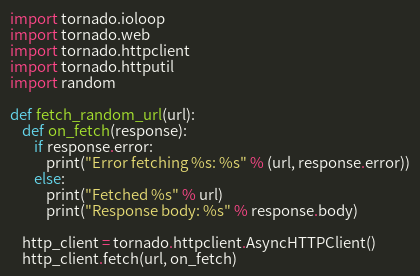 import tornado.ioloop
import tornado.web
import tornado.httpclient
import tornado.httputil
import random

def fetch_random_url(url):
    def on_fetch(response):
        if response.error:
            print("Error fetching %s: %s" % (url, response.error))
        else:
            print("Fetched %s" % url)
            print("Response body: %s" % response.body)

    http_client = tornado.httpclient.AsyncHTTPClient()
    http_client.fetch(url, on_fetch)